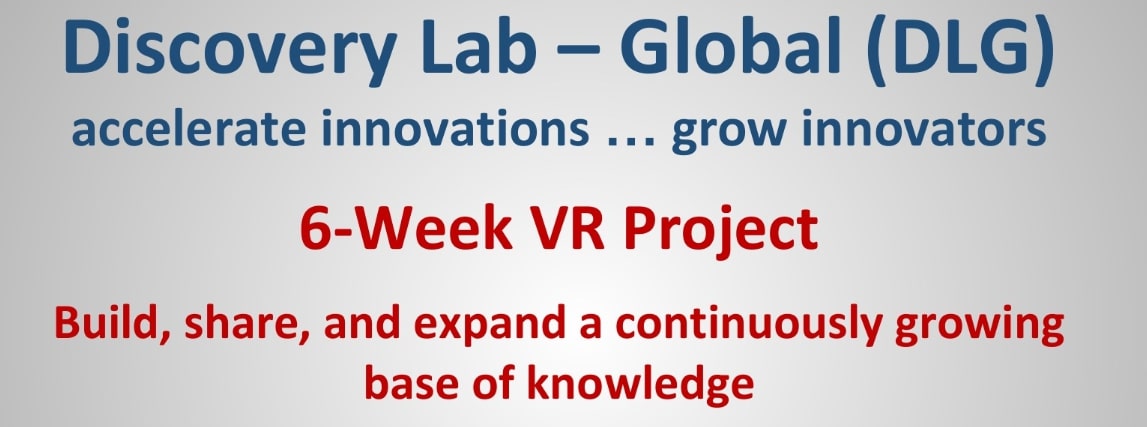 Discovery Lab – Global (DLG)
accelerate innovations … grow innovators
6-Week VR Project
Build, share, and expand a continuously growing
base of knowledge